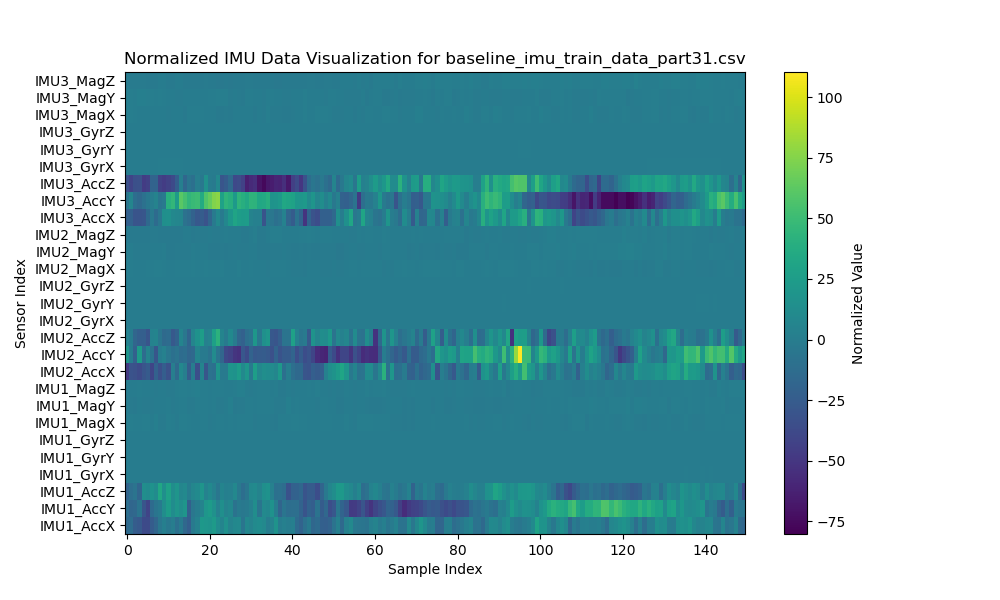 Normalized IMU Data Visualization for baseline_imu_train_data_part31.csv
IMU3_MagZ
IMU3_MagY
IMU3_MagX
IMU3_GyrZ
IMU3_GyrY
IMU3_GyrX
IMU3_AccZ
IMU3_AccY
IMU3_AccX
IMU2_MagZ
IMU2_MagY
IMU2_MagX
IMU2_GyrZ
IMU2_GyrY
IMU2_GyrX
IMU2_AccZ
IMU2_AccY
IMU2_AccX
IMU1_MagZ
IMU1_MagY
IMU1_MagX
IMU1_GyrZ
IMU1_GyrY
IMU1_GyrX
IMU1_AccZ
IMU1_AccY
IMU1_AccX
Sensor Index
0 20 40 60 80 100 120 140
Sample Index
100
75
50
25
0
−25
−50
−75
Normalized Value